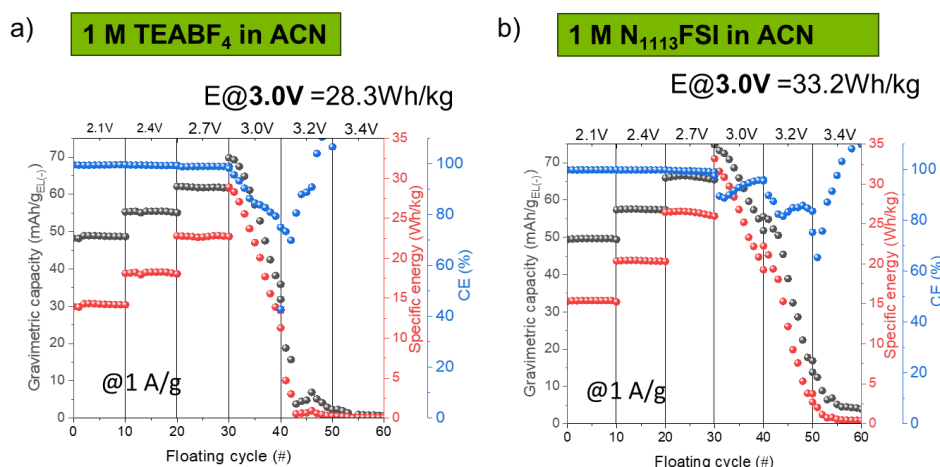 a)
1 M TEABF₄ in ACN
E@3.0V =28.3Wh/kg
2.1V 2.4V 2.7V 3.0V 3.2V 3.4V
Gravimetric capacity (mAh/g EL(-))
70
60
50
40
30
20
10
0
@1 A/g
0 10 20 30 40 50 60
Floating cycle (#)
35
30
25
20
15
10
5
0
Specific energy (Wh/kg)
100
80
60
40
20
0
CE (%)
b)
1 M N₁₁₁₃FSI in ACN
E@3.0V =33.2Wh/kg
2.1V 2.4V 2.7V 3.0V 3.2V 3.4V
Gravimetric capacity (mAh/g EL(-))
70
60
50
40
30
20
10
0
@1 A/g
0 10 20 30 40 50 60
Floating cycle (#)
35
30
25
20
15
10
5
0
Specific energy (Wh/kg)
100
80
60
40
20
0
CE (%)